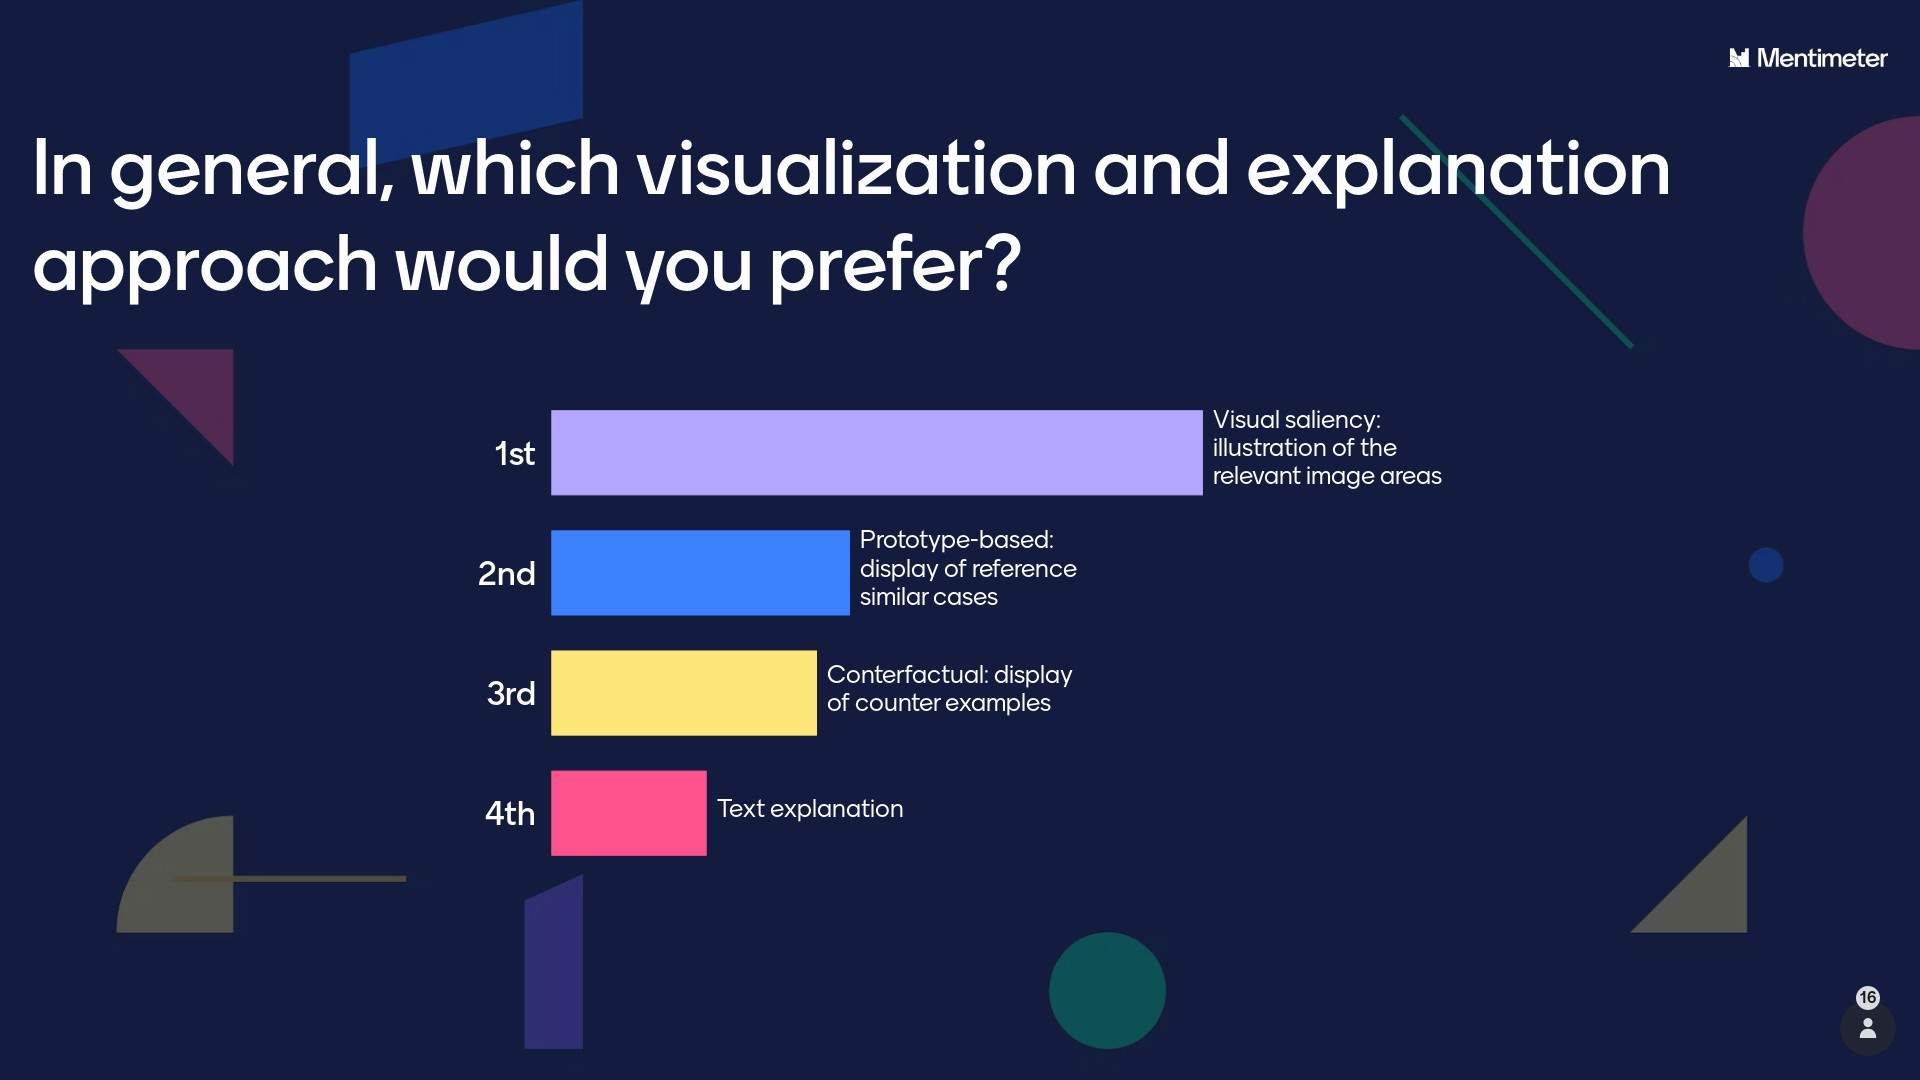 Mentimeter
In general, which visualization and explanation
approach would you prefer?
1st
Visual saliency:
illustration of the
relevant image areas
2nd
Prototype-based:
display of reference
similar cases
3rd
Conterfactual: display
of counter examples
4th
Text explanation
16